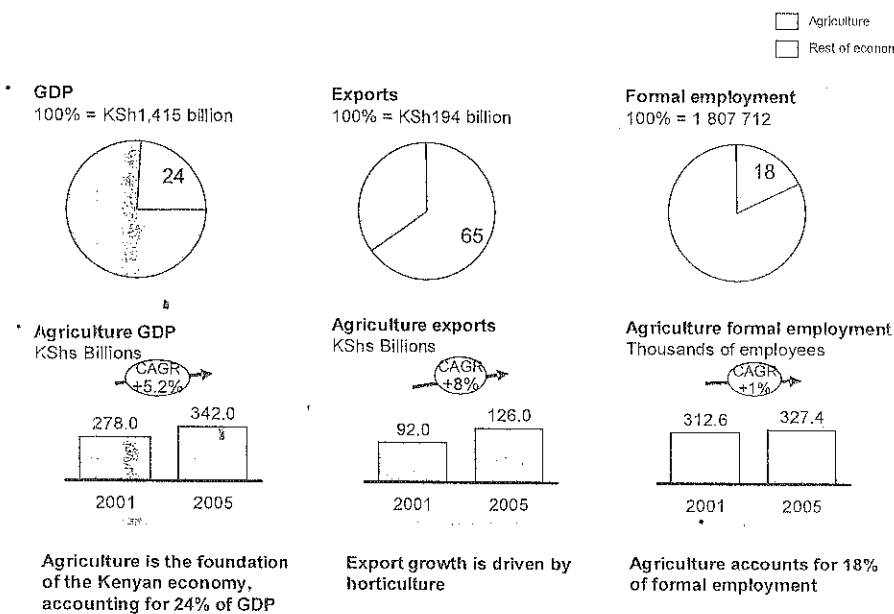 Agriculture
Rest of econom
GDP
100% = KSh1,415 billion
24
Exports
100% = KSh194 billion
65
Formal employment
100% = 1 807 712
18
Agriculture GDP
KShs Billions
CAGR
+5.2%
278.0
342.0
2001
2005
Agriculture exports
KShs Billions
CAGR
+8%
92.0
126.0
2001
2005
Agriculture formal employment
Thousands of employees
CAGR
+1%
312.6
327.4
2001
2005
Agriculture is the foundation
of the Kenyan economy,
accounting for 24% of GDP
Export growth is driven by
horticulture
Agriculture accounts for 18%
of formal employment